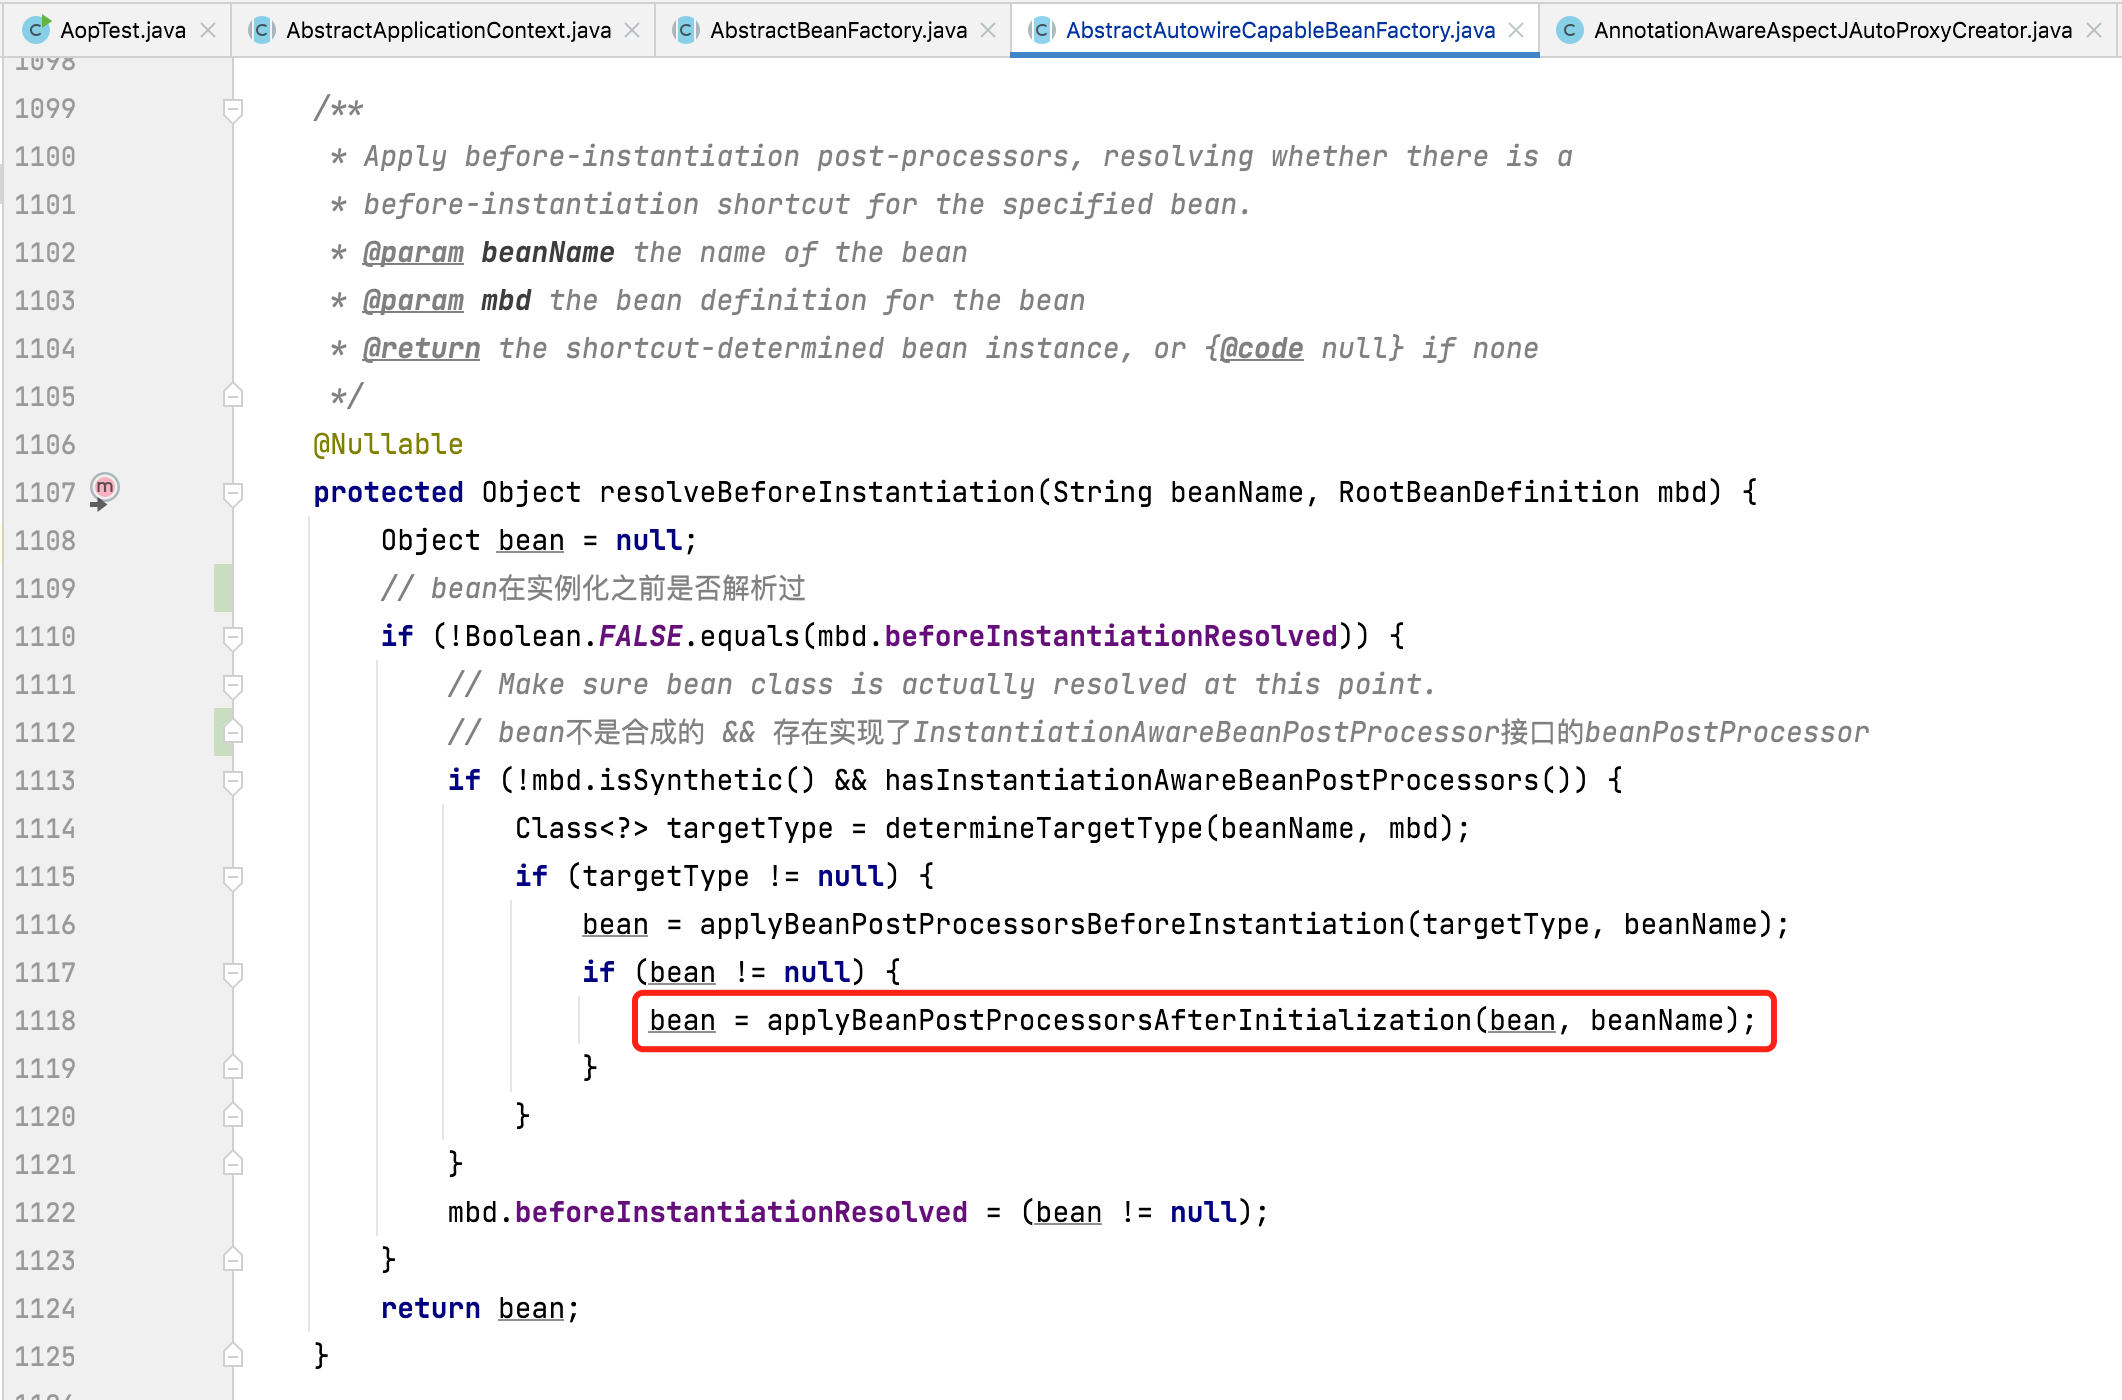 AopTest.java AbstractApplicationContext.java AbstractBeanFactory.java AbstractAutowireCapableBeanFactory.java AnnotationAwareAspectJAutoProxyCreator.java
1098
1099 /**
1100 * Apply before-instantiation post-processors, resolving whether there is a
1101 * before-instantiation shortcut for the specified bean.
1102 * @param beanName the name of the bean
1103 * @param mbd the bean definition for the bean
1104 * @return the shortcut-determined bean instance, or {@code null} if none
1105 */
1106 @Nullable
1107 protected Object resolveBeforeInstantiation(String beanName, RootBeanDefinition mbd) {
1108 Object bean = null;
1109 // bean在实例化之前是否解析过
1110 if (!Boolean.FALSE.equals(mbd.beforeInstantiationResolved)) {
1111 // Make sure bean class is actually resolved at this point.
1112 // bean不是合成的 && 存在实现了InstantiationAwareBeanPostProcessor接口的beanPostProcessor
1113 if (!mbd.isSynthetic() && hasInstantiationAwareBeanPostProcessors()) {
1114 Class<?> targetType = determineTargetType(beanName, mbd);
1115 if (targetType != null) {
1116 bean = applyBeanPostProcessorsBeforeInstantiation(targetType, beanName);
1117 if (bean != null) {
1118 bean = applyBeanPostProcessorsAfterInitialization(bean, beanName);
1119 }
1120 }
1121 }
1122 mbd.beforeInstantiationResolved = (bean != null);
1123 }
1124 return bean;
1125 }